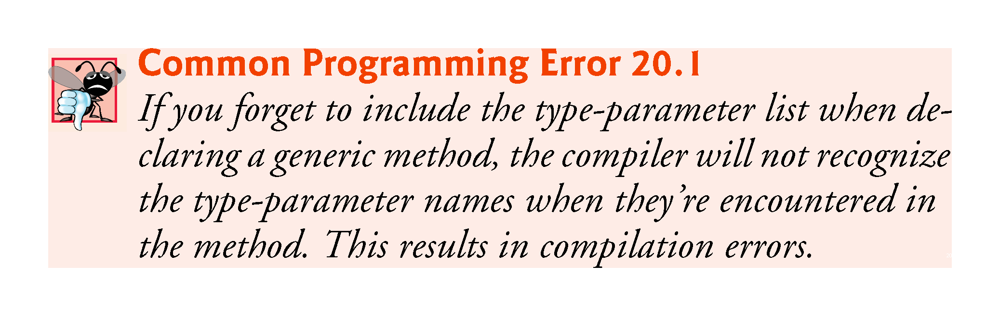 Common Programming Error 20.1
If you forget to include the type-parameter list when de-
claring a generic method, the compiler will not recognize
the type-parameter names when they’re encountered in
the method. This results in compilation errors.
20